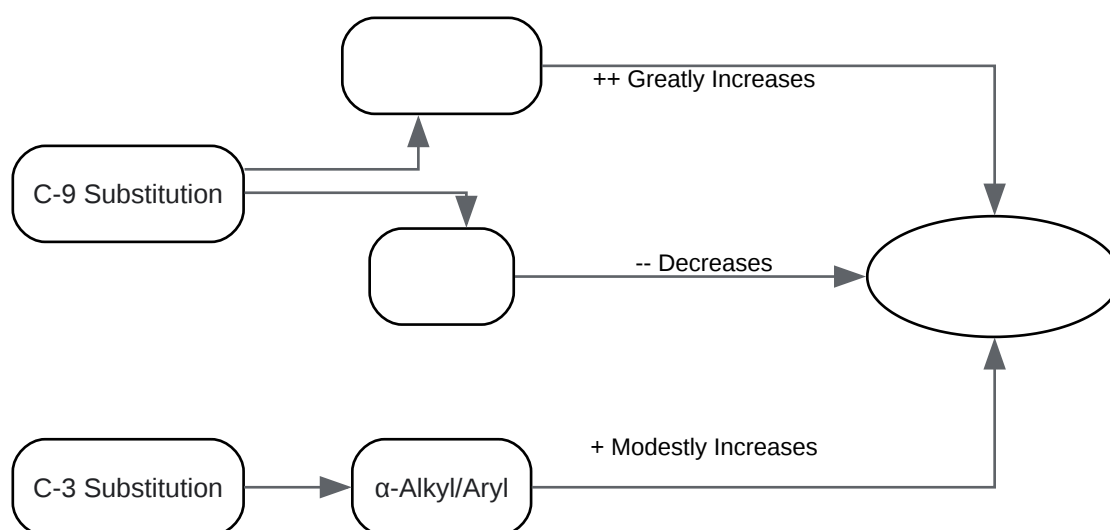 ++ Greatly Increases
C-9 Substitution
-- Decreases
+ Modestly Increases
C-3 Substitution
α-Alkyl/Aryl